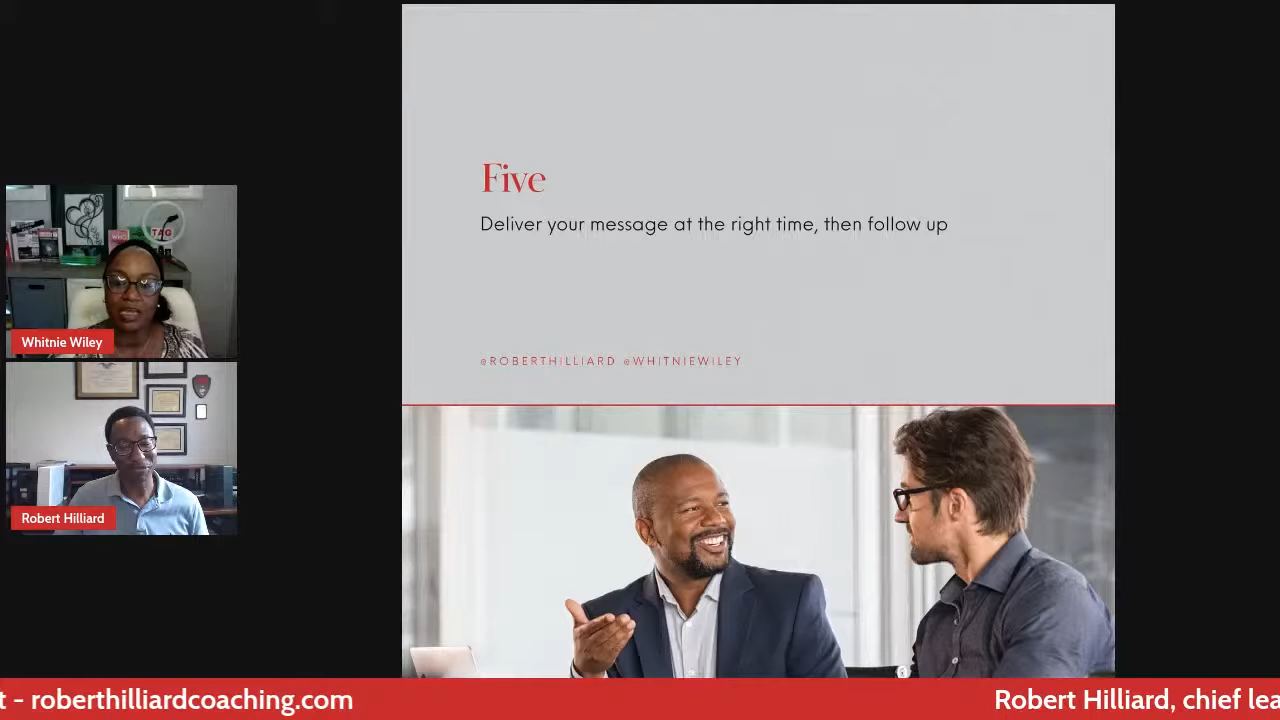 Five
Deliver your message at the right time, then follow up
@ROBERTHILLIARD @WHITNIEWILEY
TAG
Whitnie Wiley
Robert Hilliard
t - roberthilliardcoaching.com
Robert Hilliard, chief lea